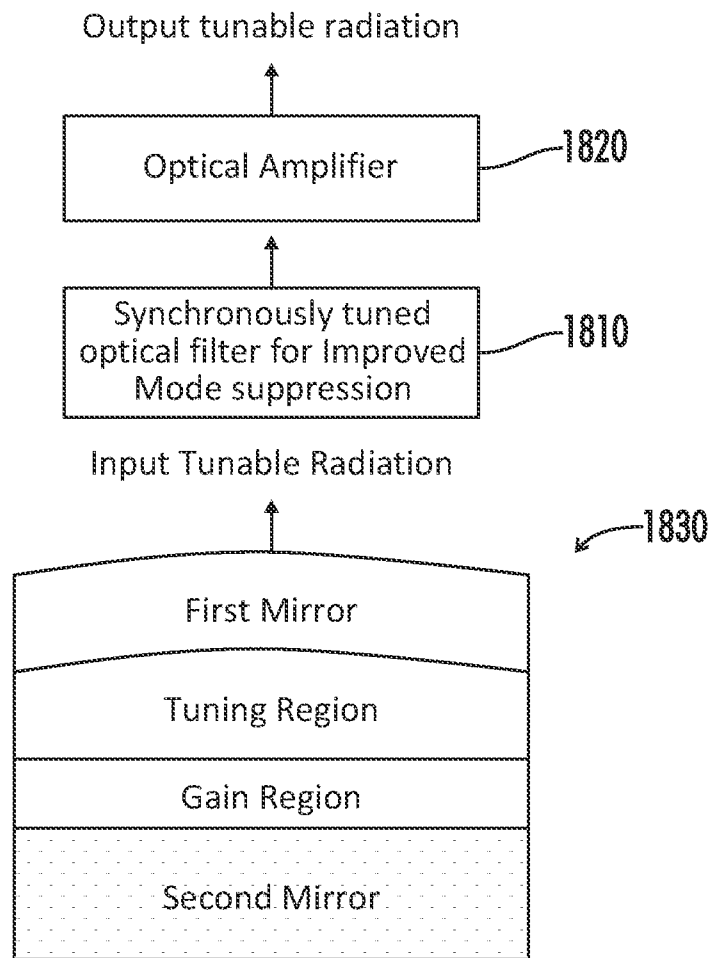 Output tunable radiation
Optical Amplifier
1820
Synchronously tuned
optical filter for Improved
Mode suppression
1810
Input Tunable Radiation
1830
First Mirror
Tuning Region
Gain Region
Second Mirror